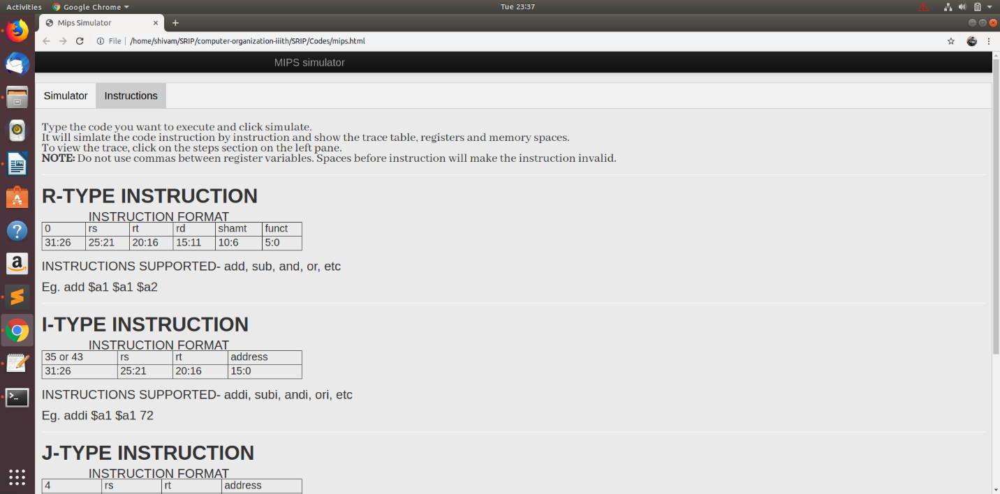 Activities Google Chrome Tue 23:37
Mips Simulator
File /home/shivam/SRIP/computer-organization-iiith/SRIP/Codes/mips.html
MIPS simulator
Simulator Instructions
Type the code you want to execute and click simulate.
It will simlate the code instruction by instruction and show the trace table, registers and memory spaces.
To view the trace, click on the steps section on the left pane.
NOTE: Do not use commas between register variables. Spaces before instruction will make the instruction invalid.
R-TYPE INSTRUCTION
INSTRUCTION FORMAT
0 rs rt rd shamt funct
31:26 25:21 20:16 15:11 10:6 5:0
INSTRUCTIONS SUPPORTED- add, sub, and, or, etc
Eg. add $a1 $a1 $a2
I-TYPE INSTRUCTION
INSTRUCTION FORMAT
35 or 43 rs rt address
31:26 25:21 20:16 15:0
INSTRUCTIONS SUPPORTED- addi, subi, andi, ori, etc
Eg. addi $a1 $a1 72
J-TYPE INSTRUCTION
INSTRUCTION FORMAT
4 rs rt address